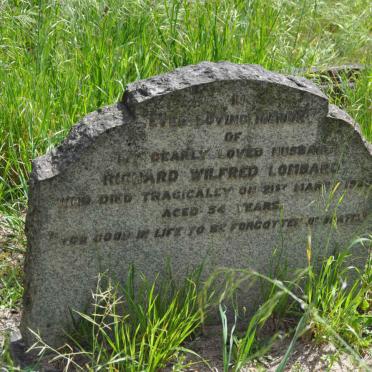 IN
EVER LOVING MEMORY
OF
MY DEARLY LOVED HUSBAND
RICHARD WILFRED LOMBARD
WHO DIED TRAGICALLY ON 21ST MARCH
AGED 34 YEARS.
"TOO GOOD IN LIFE TO BE FORGOTTEN IN DEATH"